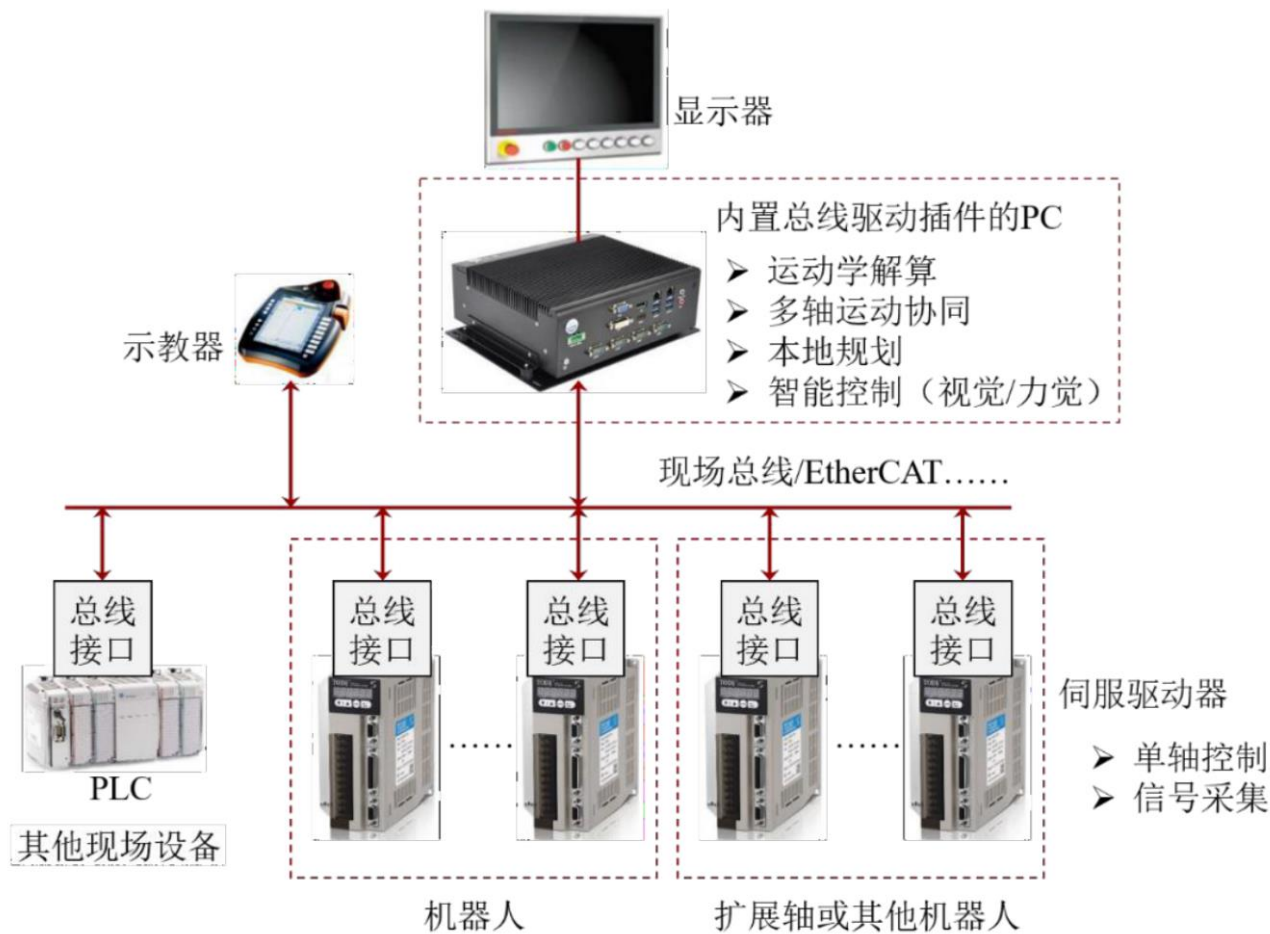 显示器
内置总线驱动插件的PC
➢ 运动学解算
➢ 多轴运动协同
➢ 本地规划
➢ 智能控制（视觉/力觉）
示教器
现场总线/EtherCAT……
总线
接口
总线
接口
总线
接口
总线
接口
总线
接口
PLC
其他现场设备
……
……
伺服驱动器
➢ 单轴控制
➢ 信号采集
机器人
扩展轴或其他机器人